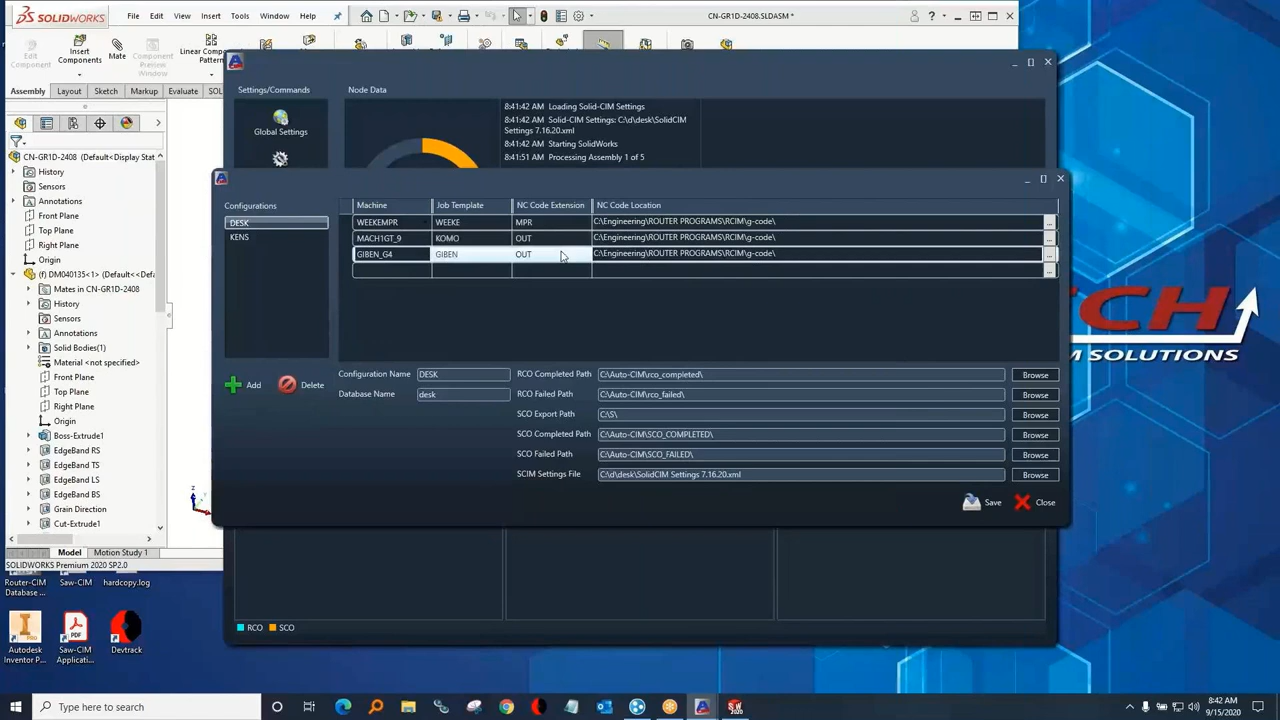 SOLIDWORKS
File Edit View Insert Tools Window Help
CN-GR1D-2408.SLDASM *
Edit Component
Insert Components
Mate
Component Preview Window
Linear Comp
Pattern
Assembly Layout Sketch Markup Evaluate SOL
CN-GR1D-2408 (Default<Display Stat
History
Sensors
Annotations
Front Plane
Top Plane
Right Plane
Origin
(f) DM040135<1> (Default<<Defau
Mates in CN-GR1D-2408
History
Sensors
Annotations
Solid Bodies(1)
Material <not specified>
Front Plane
Top Plane
Right Plane
Origin
Boss-Extrude1
EdgeBand RS
EdgeBand TS
EdgeBand LS
EdgeBand BS
Grain Direction
Cut-Extrude1
Model Motion Study 1
SOLIDWORKS Premium 2020 SP2.0
Settings/Commands
Global Settings
Node Data
8:41:42 AM Loading Solid-CIM Settings
8:41:42 AM Solid-CIM Settings: C:\d\desk\SolidCIM
Settings 7.16.20.xml
8:41:42 AM Starting SolidWorks
8:41:51 AM Processing Assembly 1 of 5
Configurations
DESK
KENS
Add Delete
Machine Job Template NC Code Extension NC Code Location
WEEKEMPR WEEKE MPR C:\Engineering\ROUTER PROGRAMS\RCIM\g-code\ ...
MACH1GT_9 KOMO OUT C:\Engineering\ROUTER PROGRAMS\RCIM\g-code\ ...
GIBEN_G4 GIBEN OUT C:\Engineering\ROUTER PROGRAMS\RCIM\g-code\ ...
...
Configuration Name DESK
Database Name desk
RCO Completed Path C:\Auto-CIM\rco_completed\ Browse
RCO Failed Path C:\Auto-CIM\rco_failed\ Browse
SCO Export Path C:\S\ Browse
SCO Completed Path C:\Auto-CIM\SCO_COMPLETED\ Browse
SCO Failed Path C:\Auto-CIM\SCO_FAILED\ Browse
SCIM Settings File C:\d\desk\SolidCIM Settings 7.16.20.xml Browse
Save Close
RCO SCO
CH
M SOLUTIONS
Router-CIM Database ...
Saw-CIM
hardcopy.log
Autodesk Inventor P...
Saw-CIM Applicati...
Devtrack
Type here to search
8:42 AM
9/15/2020